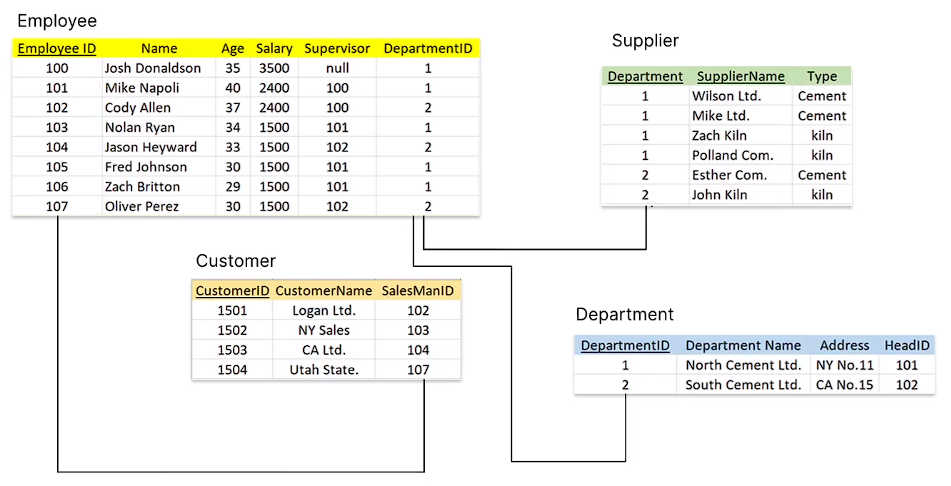 Employee
Employee ID Name Age Salary Supervisor DepartmentID
100 Josh Donaldson 35 3500 null 1
101 Mike Napoli 40 2400 100 1
102 Cody Allen 37 2400 100 2
103 Nolan Ryan 34 1500 101 1
104 Jason Heyward 33 1500 102 2
105 Fred Johnson 30 1500 101 1
106 Zach Britton 29 1500 101 1
107 Oliver Perez 30 1500 102 2
Supplier
Department SupplierName Type
1 Wilson Ltd. Cement
1 Mike Ltd. Cement
1 Zach Kiln kiln
1 Polland Com. kiln
2 Esther Com. Cement
2 John Kiln kiln
Customer
CustomerID CustomerName SalesManID
1501 Logan Ltd. 102
1502 NY Sales 103
1503 CA Ltd. 104
1504 Utah State. 107
Department
DepartmentID Department Name Address HeadID
1 North Cement Ltd. NY No.11 101
2 South Cement Ltd. CA No.15 102